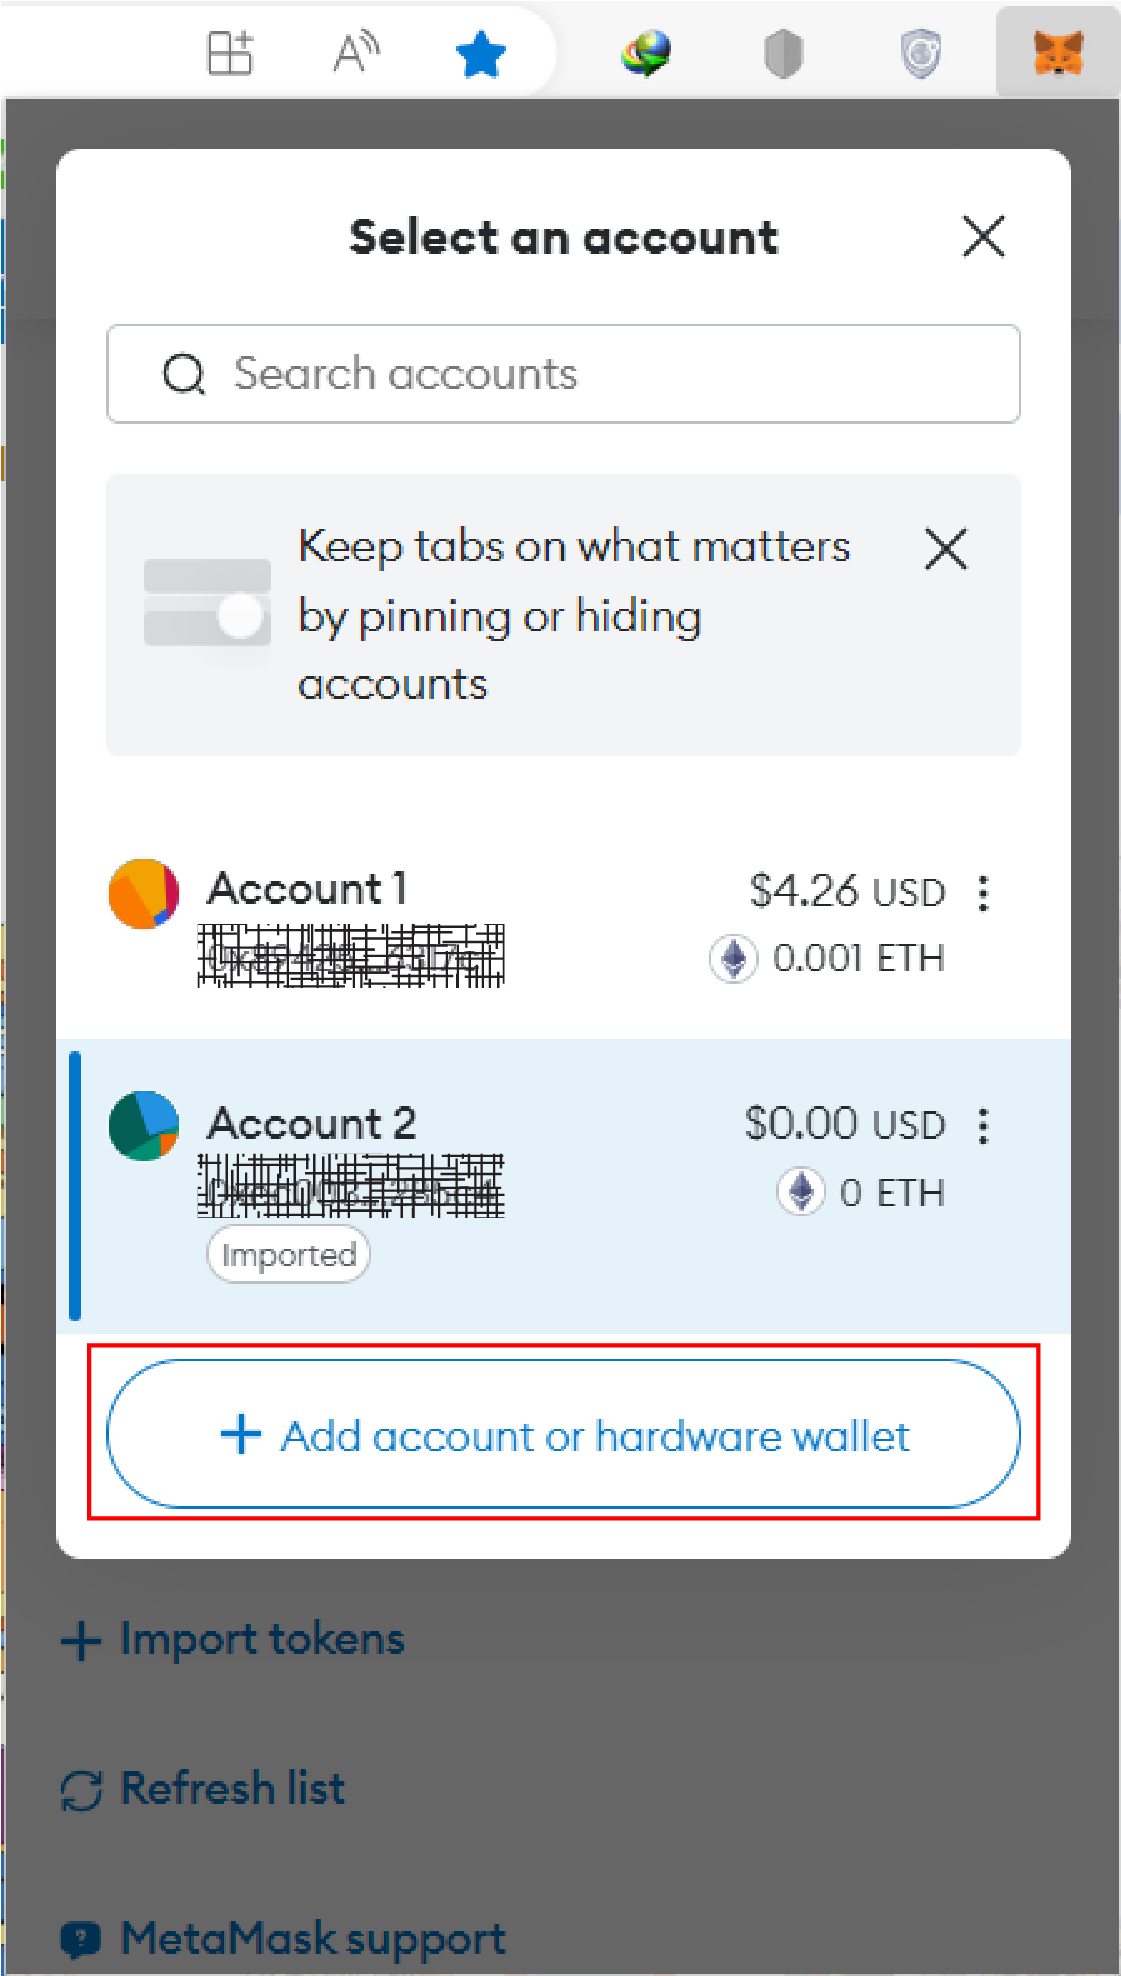 Select an account
Search accounts
Keep tabs on what matters
by pinning or hiding
accounts
Account 1
$4.26 USD
0.001 ETH
Account 2
$0.00 USD
0 ETH
Imported
+ Add account or hardware wallet
+ Import tokens
Refresh list
MetaMask support